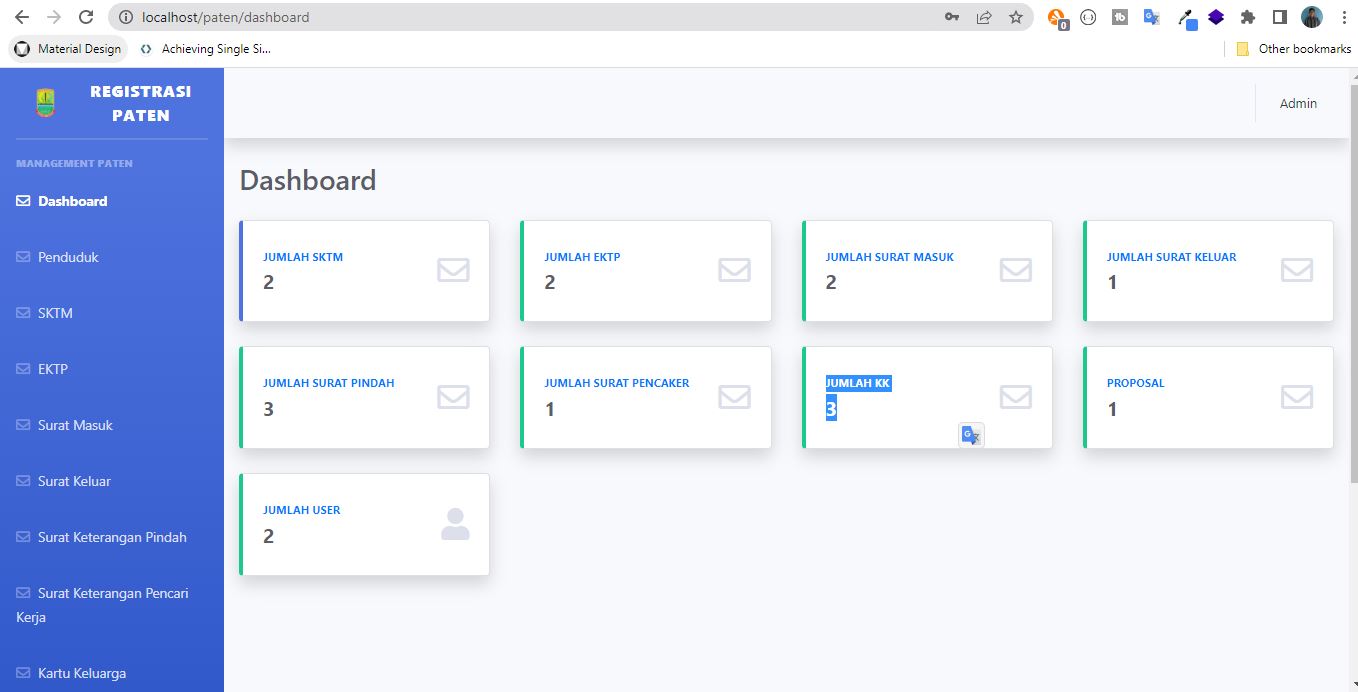 localhost/paten/dashboard
0
tb
Material Design
Achieving Single Si...
Other bookmarks
REGISTRASI
PATEN
Admin
MANAGEMENT PATEN
Dashboard
Penduduk
SKTM
EKTP
Surat Masuk
Surat Keluar
Surat Keterangan Pindah
Surat Keterangan Pencari
Kerja
Kartu Keluarga
Dashboard
JUMLAH SKTM
2
JUMLAH EKTP
2
JUMLAH SURAT MASUK
2
JUMLAH SURAT KELUAR
1
JUMLAH SURAT PINDAH
3
JUMLAH SURAT PENCAKER
1
JUMLAH KK
3
PROPOSAL
1
JUMLAH USER
2